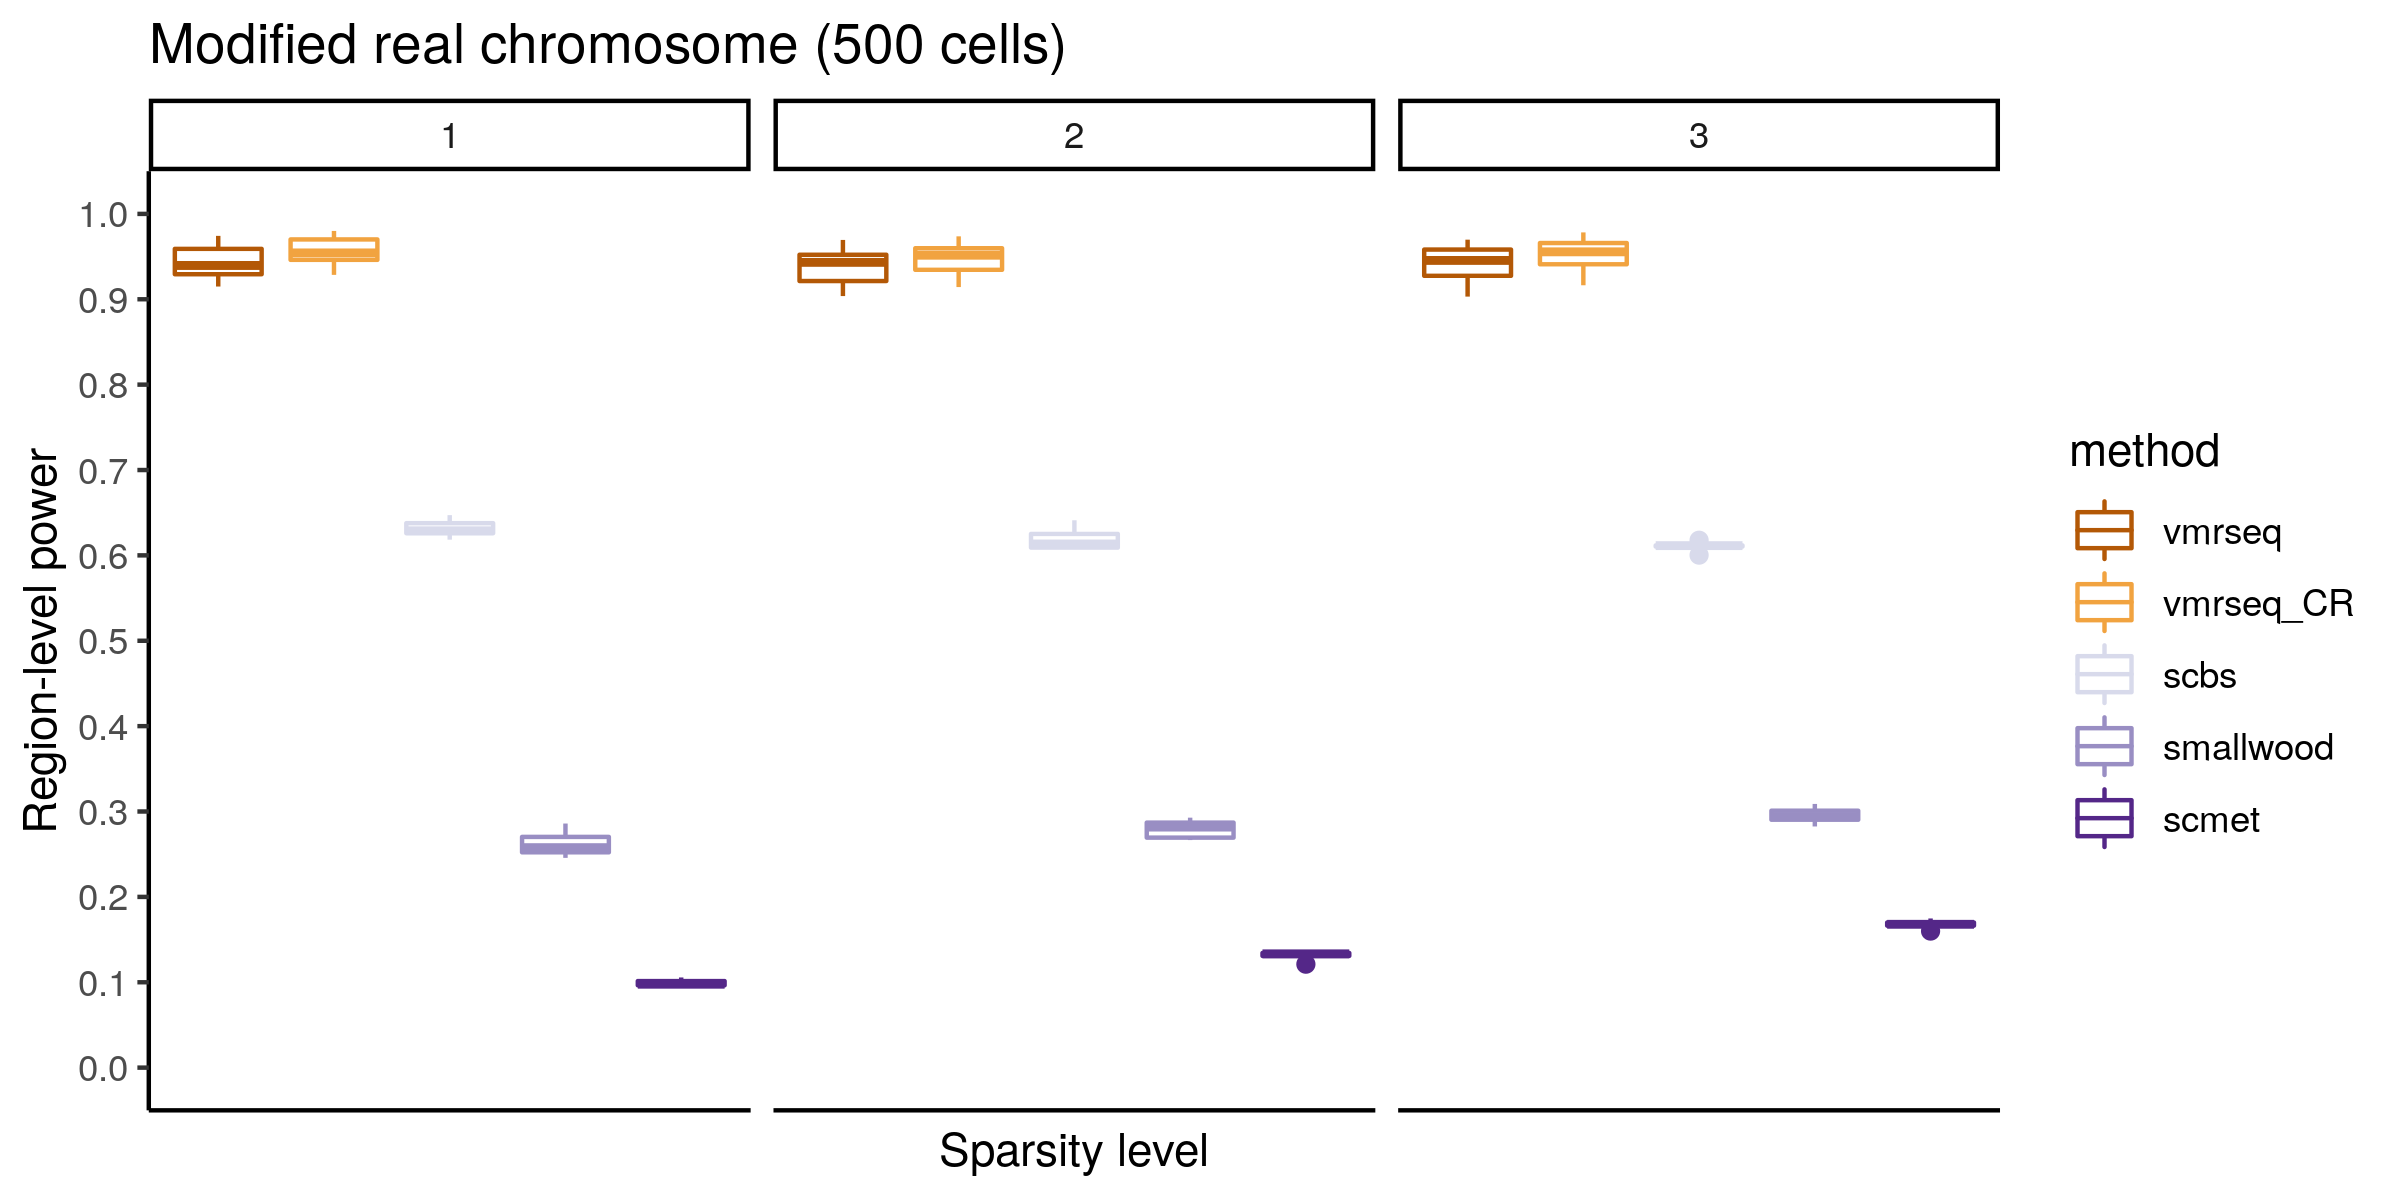 Modified real chromosome (500 cells)
1
2
3
1.0
0.9
0.8
0.7
0.6
0.5
0.4
0.3
0.2
0.1
0.0
Region-level power
Sparsity level
method
vmrseq
vmrseq_CR
scbs
smallwood
scmet